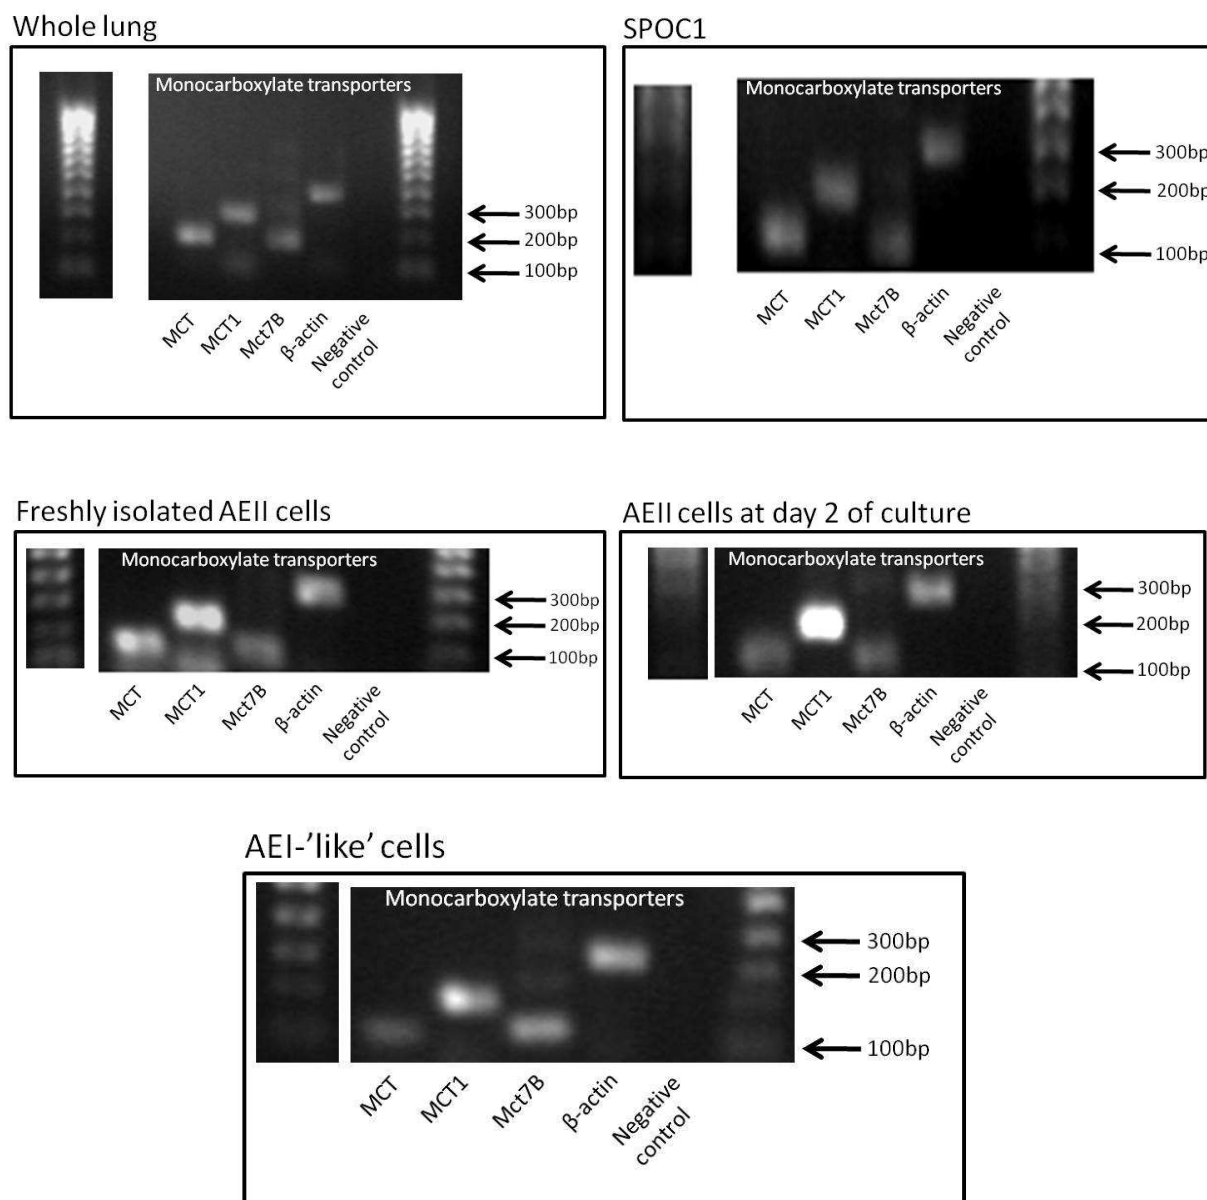 Whole lung
Monocarboxylate transporters
300bp
200bp
100bp
MCT
MCT1
Mct7B
β-actin
Negative
control
SPOC1
Monocarboxylate transporters
300bp
200bp
100bp
MCT
MCT1
Mct7B
β-actin
Negative
control
Freshly isolated AEII cells
Monocarboxylate transporters
300bp
200bp
100bp
MCT
MCT1
Mct7B
β-actin
Negative
control
AEII cells at day 2 of culture
Monocarboxylate transporters
300bp
200bp
100bp
MCT
MCT1
Mct7B
β-actin
Negative
control
AEI-'like' cells
Monocarboxylate transporters
300bp
200bp
100bp
MCT
MCT1
Mct7B
β-actin
Negative
control